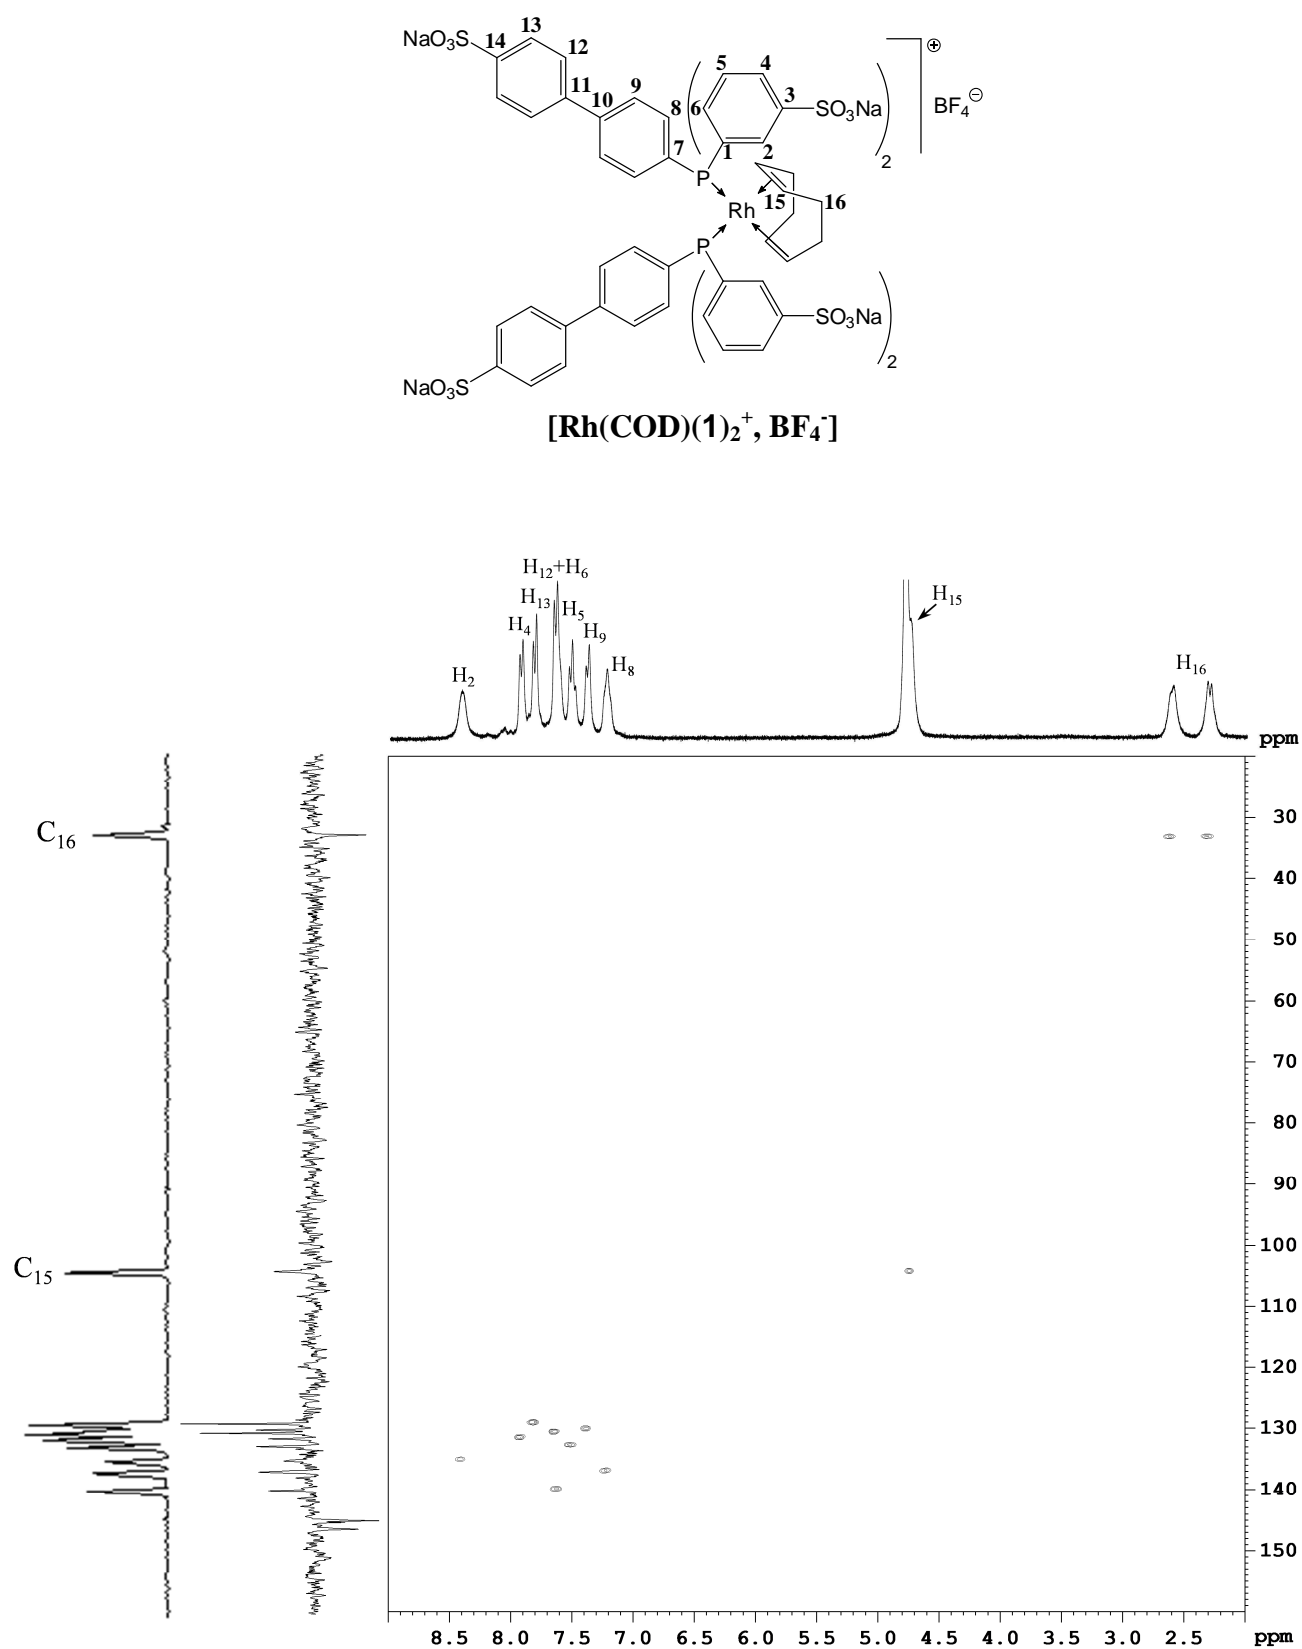 13
NaO₃S
14
12
5
4
⊕
9
11
10
8
3
6
SO₃Na
BF₄⊖
7
1
2
2
P
15
16
Rh
P
SO₃Na
2
NaO₃S
[Rh(COD)(1)₂⁺, BF₄⁻]
H₁₂+H₆
H₁₃
H₁₅
H₅
H₄
H₉
H₂
H₈
H₁₆
ppm
30
C₁₆
40
50
60
70
80
90
100
C₁₅
110
120
130
140
150
8.5 8.0 7.5 7.0 6.5 6.0 5.5 5.0 4.5 4.0 3.5 3.0 2.5 ppm